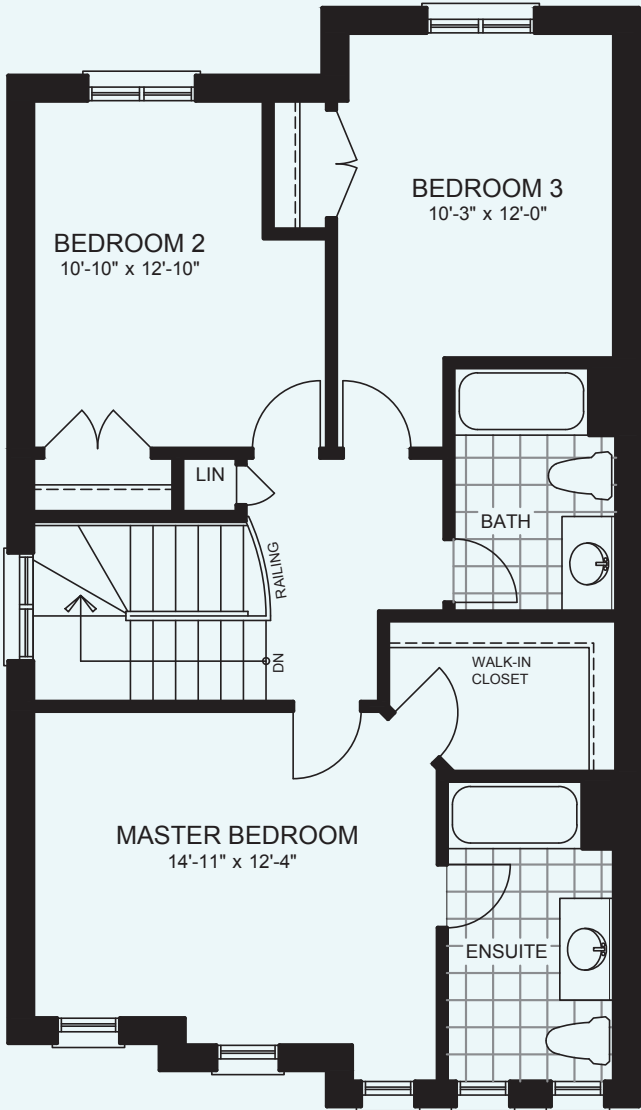 BEDROOM 3
10'-3" x 12'-0"
BEDROOM 2
10'-10" x 12'-10"
LIN
BATH
RAILING
DN
WALK-IN
CLOSET
MASTER BEDROOM
14'-11" x 12'-4"
ENSUITE